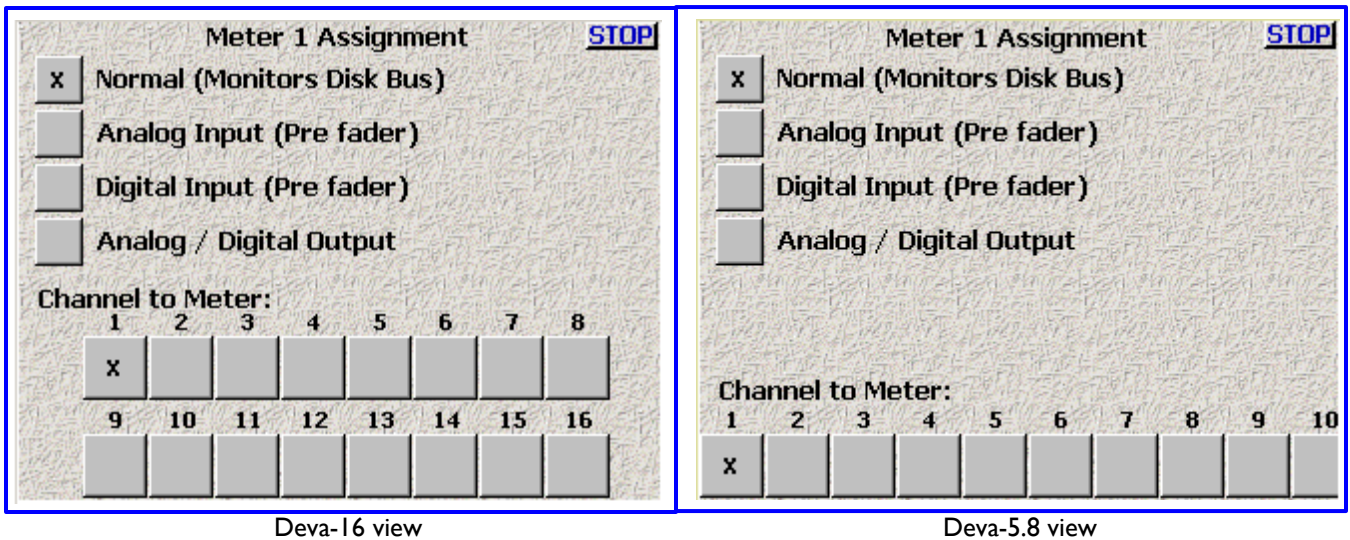 Meter 1 Assignment STOP
x Normal (Monitors Disk Bus)
Analog Input (Pre fader)
Digital Input (Pre fader)
Analog / Digital Output
Channel to Meter:
1 2 3 4 5 6 7 8
x
9 10 11 12 13 14 15 16
Deva-16 view
Meter 1 Assignment STOP
x Normal (Monitors Disk Bus)
Analog Input (Pre fader)
Digital Input (Pre fader)
Analog / Digital Output
Channel to Meter:
1 2 3 4 5 6 7 8 9 10
x
Deva-5.8 view